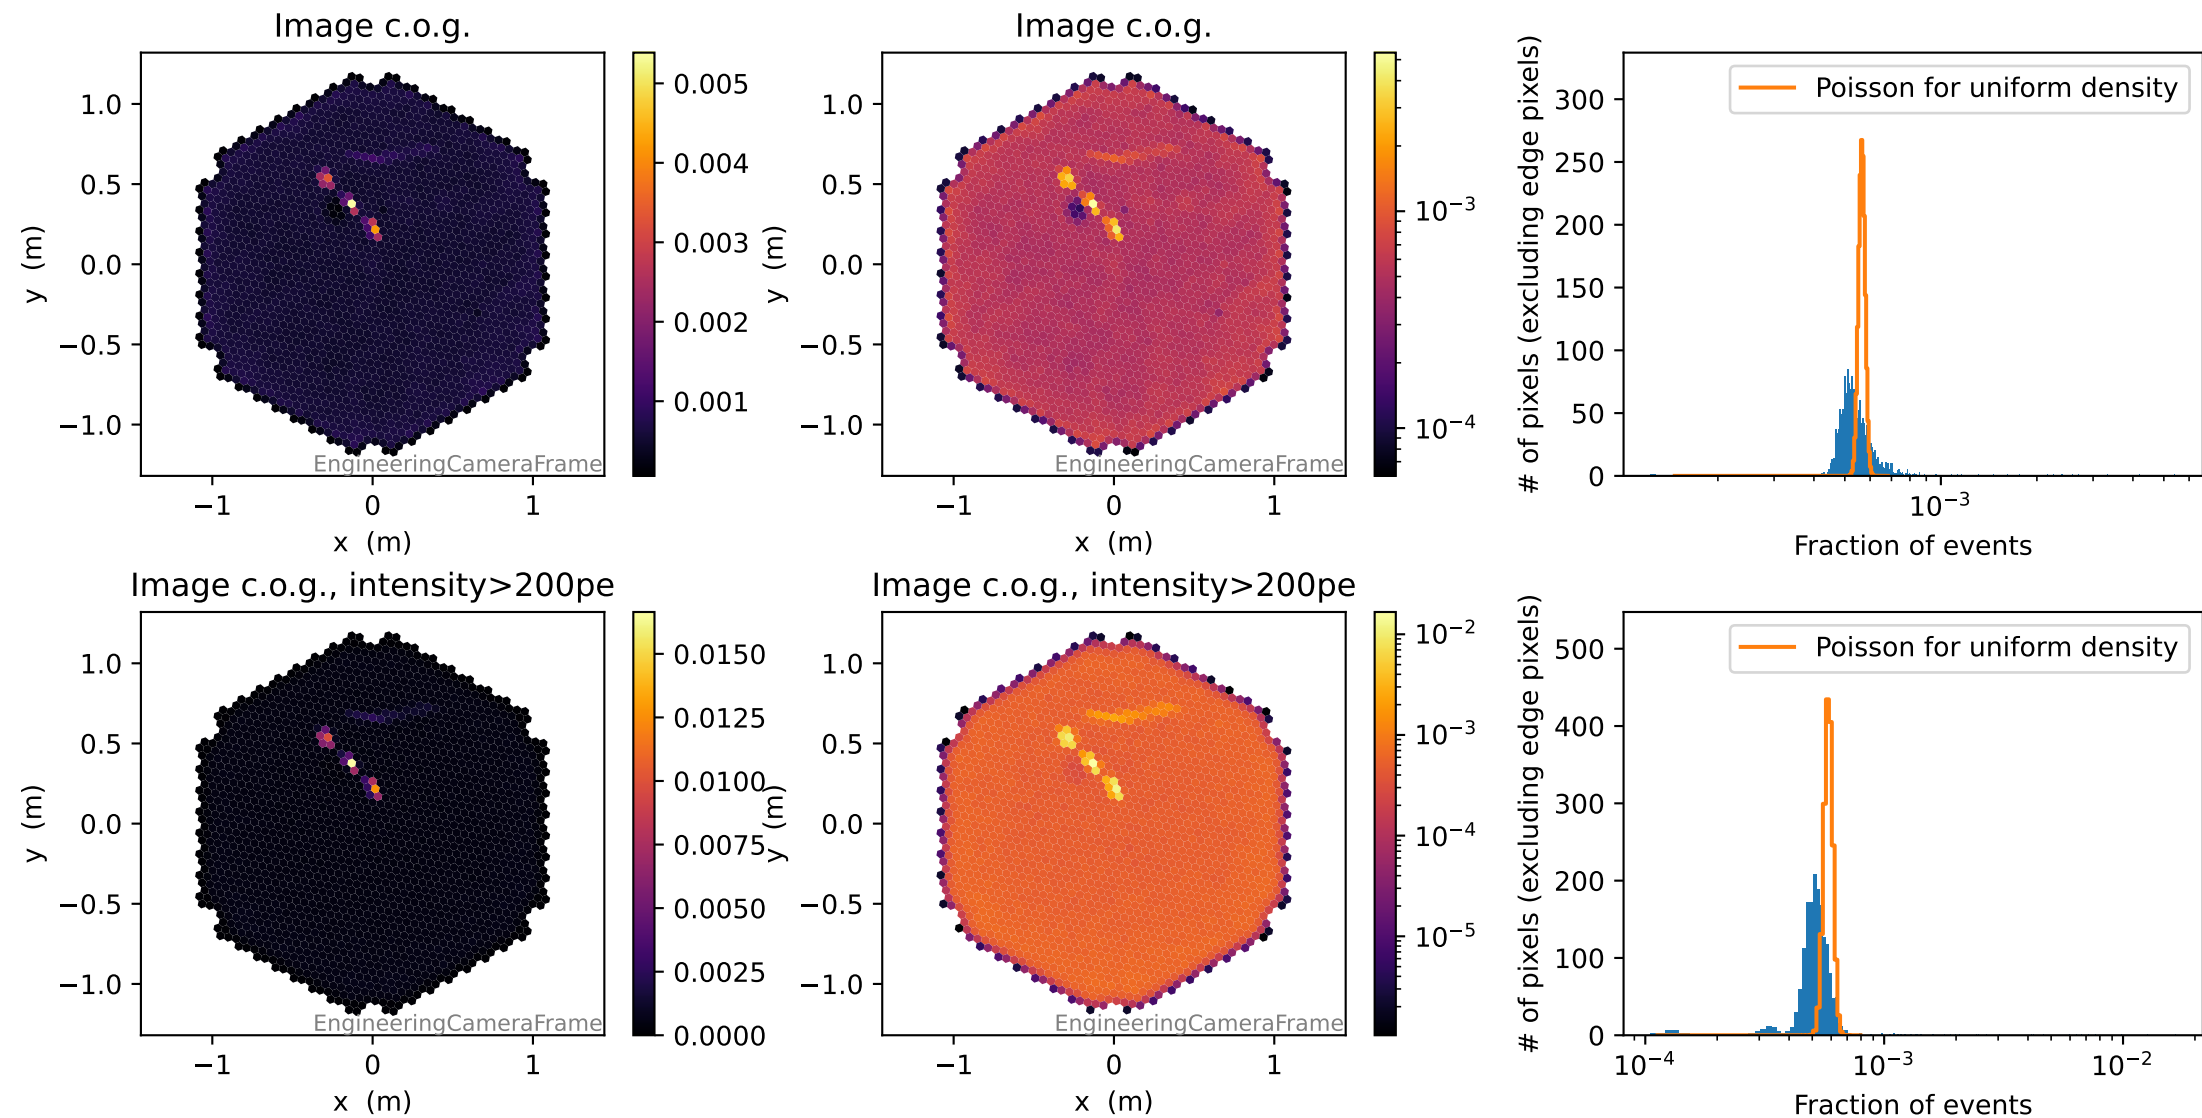 Image c.o.g.
1.0
0.5
0.0
−0.5
−1.0
y (m)
−1 0 1
x (m)
EngineeringCameraFrame
0.005
0.004
0.003
0.002
0.001
Image c.o.g.
1.0
0.5
0.0
−0.5
−1.0
y (m)
−1 0 1
x (m)
EngineeringCameraFrame
10−3
10−4
# of pixels (excluding edge pixels)
300
250
200
150
100
50
0
Poisson for uniform density
10−3
Fraction of events
Image c.o.g., intensity>200pe
1.0
0.5
0.0
−0.5
−1.0
y (m)
−1 0 1
x (m)
EngineeringCameraFrame
0.0150
0.0125
0.0100
0.0075
0.0050
0.0025
0.0000
Image c.o.g., intensity>200pe
1.0
0.5
0.0
−0.5
−1.0
y (m)
−1 0 1
x (m)
EngineeringCameraFrame
10−2
10−3
10−4
10−5
# of pixels (excluding edge pixels)
500
400
300
200
100
0
Poisson for uniform density
10−4 10−3 10−2
Fraction of events